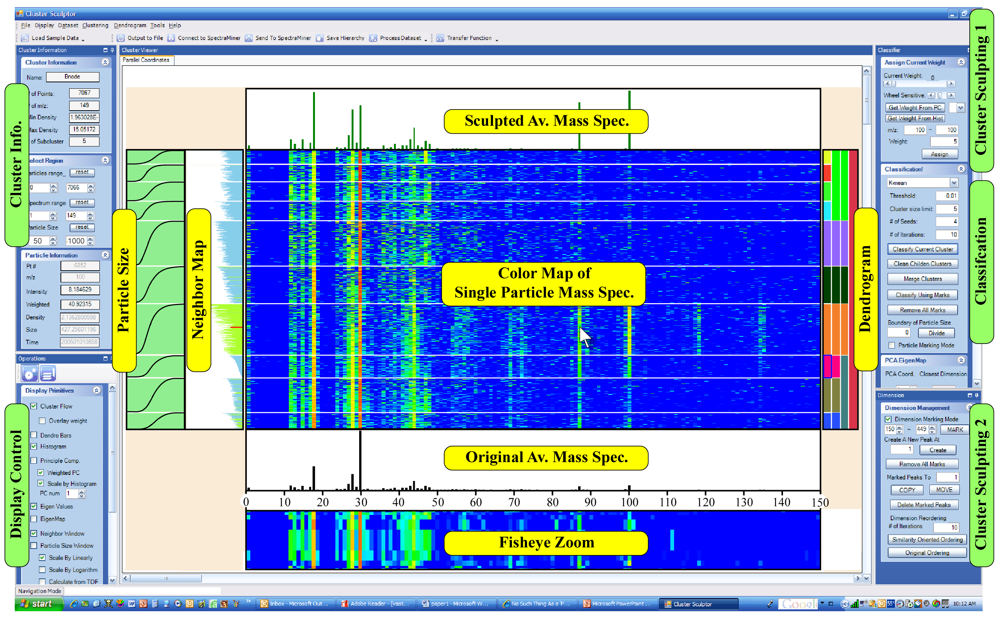 Cluster Sculptor
File Display Dataset Clustering Dendrogram Tools Help
Load Sample Data Output to File Connect to SpectraMiner Send To SpectraMiner Save Hierarchy Process Dataset Transfer Function
Cluster Information
Cluster Information
Name: Bnode
of Points: 7067
of m/z: 149
Min Density 1.963028E-
Max Density 15.05172
of Subcluster 5
Select Region
articles range_ reset
0 7066
Spectrum range reset
1 149
Particle Size reset
50 :1000
Particle Information
Pt # 6852
m/z 100
Intensity 8.184629
Weighted 40.92315
Density 2.1362800598
Size 427.25601196
Time 200501010858
Operations
Display Primitives
Cluster Flow
Overlay weight
Dendro Bars
Histogram
Principle Comp.
Weighted PC
Scale by Histogram
PC num 1
Eigen Values
EigenMap
Neighbor Window
Particle Size Window
Scale By Linearly
Scale By Logarithm
Calculate from TOF
Cluster Info.
Display Control
Cluster Viewer
Parallel Coordinates
Sculpted Av. Mass Spec.
Particle Size
Neighbor Map
Color Map of
Single Particle Mass Spec.
Dendrogram
Original Av. Mass Spec.
0 10 20 30 40 50 60 70 80 90 100 110 120 130 140 150
Fisheye Zoom
Classifier
Assign Current Weight
Current Weight: 0
Wheel Sensitive:
Get Weight From PC
Get Weight From Hist
m/z: 100 ~ 100
Weight: 5
Assign
Classification!
K-mean
Threshold: 0.01
Cluster size limit: 5
# of Seeds: 4
# of Iterations: 10
Classify Current Cluster
Clean Childen Clusters
Merge Clusters
Classify Using Marks
Remove All Marks
Boundary of Particle Size
0 Divide
Particle Marking Mode
PCA EigenMap
PCA Coord. Closest Dimension
Dimension
Dimension Management
Dimension Marking Mode
150 ~ 449 MARK
Create A New Peak At
1 Create
Remove All Marks
Marked Peaks To 1
COPY MOVE
Delete Marked Peaks
Dimension Reordering
# of Iterations 10
Similarity Oriented Ordering
Original Ordering
Cluster Sculpting 1
Classifcation
Cluster Sculpting 2
Navigation Mode
start Inbox - Microsoft Out... Adobe Reader - [vast... paper1 - Microsoft W... No Such Thing As a 'P... Microsoft PowerPoint ... Cluster Sculptor Google 55° 10:12 AM